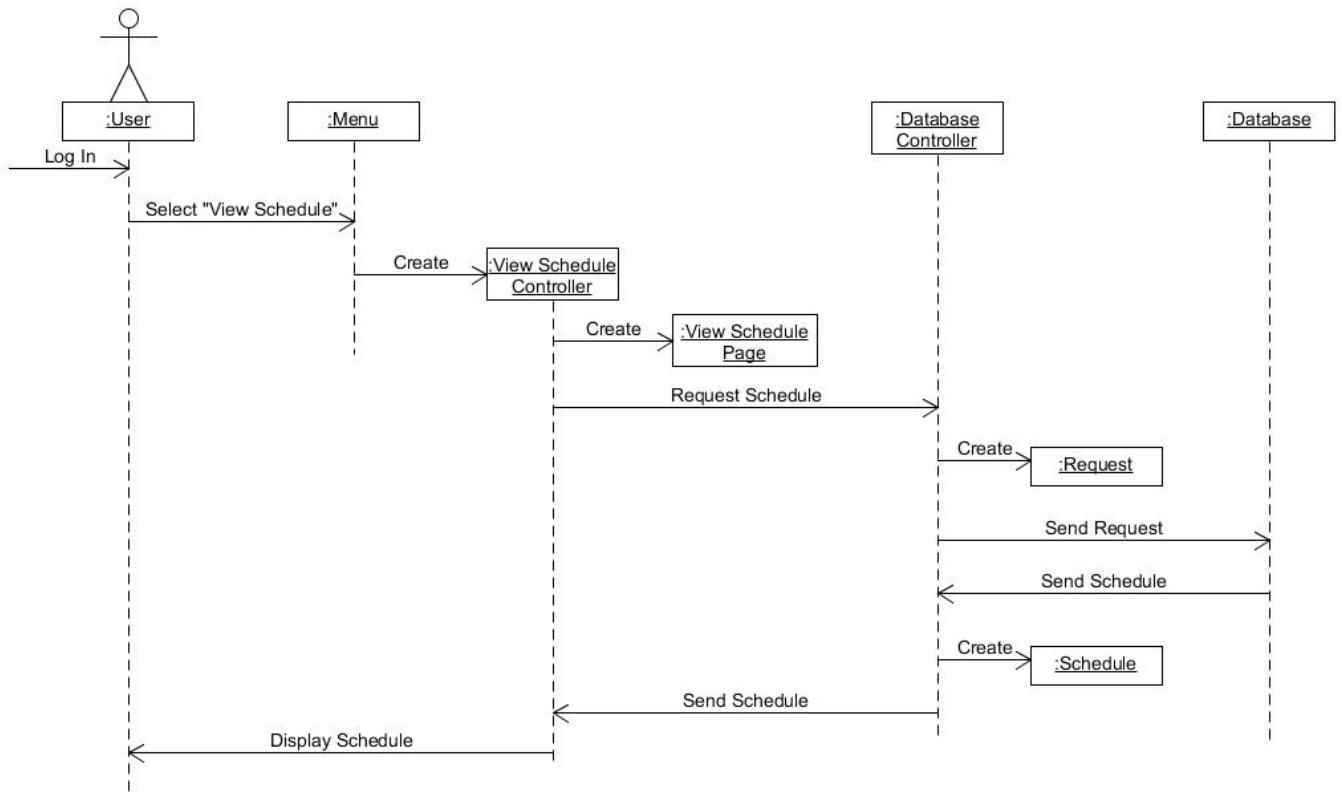 :User
:Menu
:Database
Controller
:Database
Log In
Select "View Schedule"
Create
:View Schedule
Controller
Create
:View Schedule
Page
Request Schedule
Create
:Request
Send Request
Send Schedule
Create
:Schedule
Send Schedule
Display Schedule